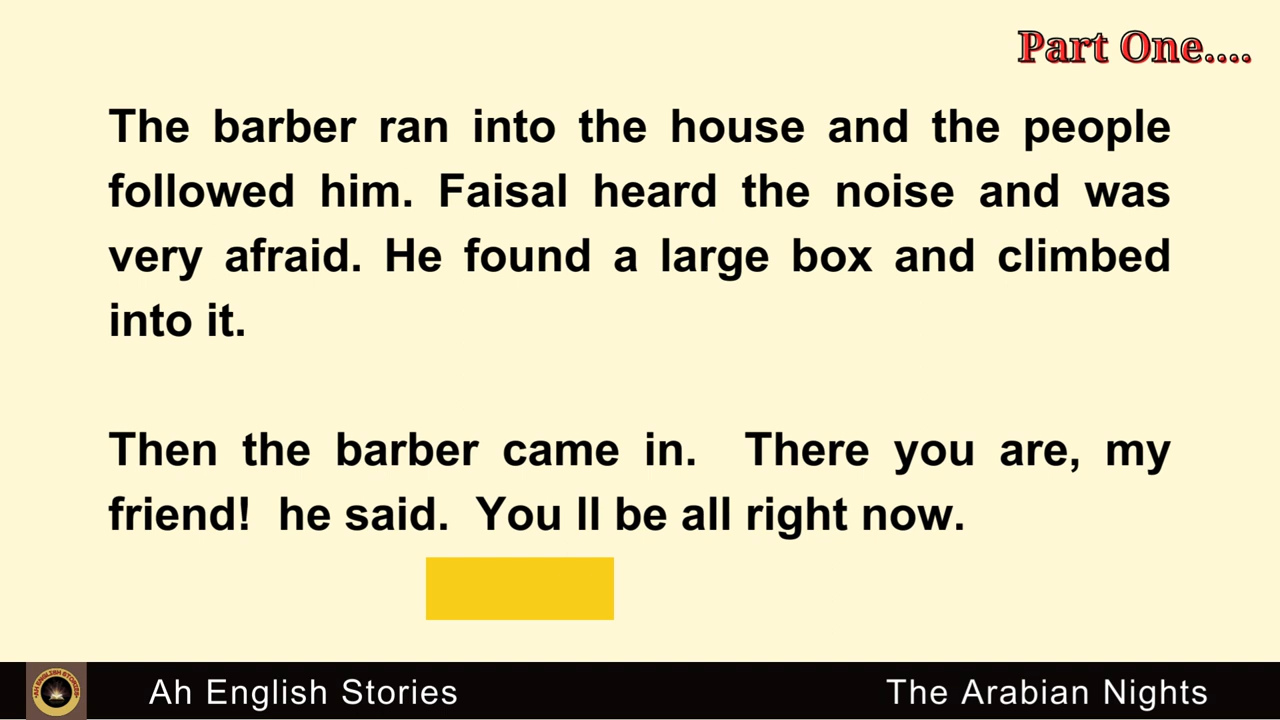 Part One....
The barber ran into the house and the people
followed him. Faisal heard the noise and was
very afraid. He found a large box and climbed
into it.
Then the barber came in. There you are, my
friend! he said. You ll be all right now.
Ah English Stories
The Arabian Nights